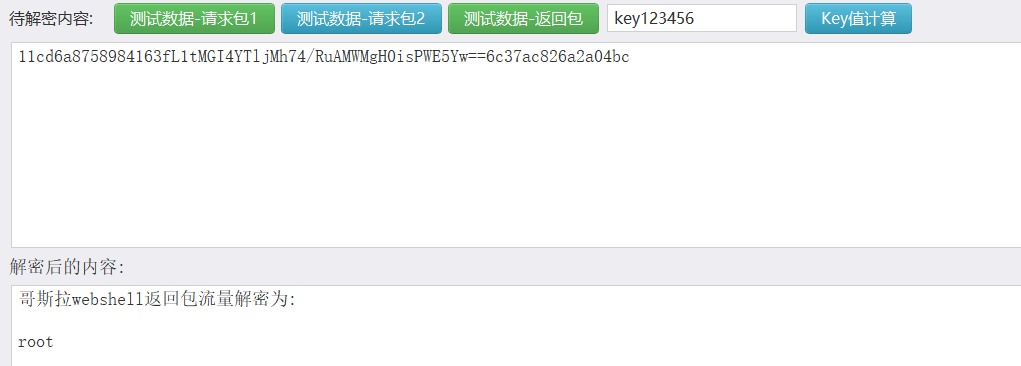 待解密内容: 测试数据-请求包1 测试数据-请求包2 测试数据-返回包 key123456 Key值计算
11cd6a8758984163fL1tMGI4YTljMh74/RuAMWMgHOisPWE5Yw==6c37ac826a2a04bc
解密后的内容:
哥斯拉webshell返回包流量解密为:
root